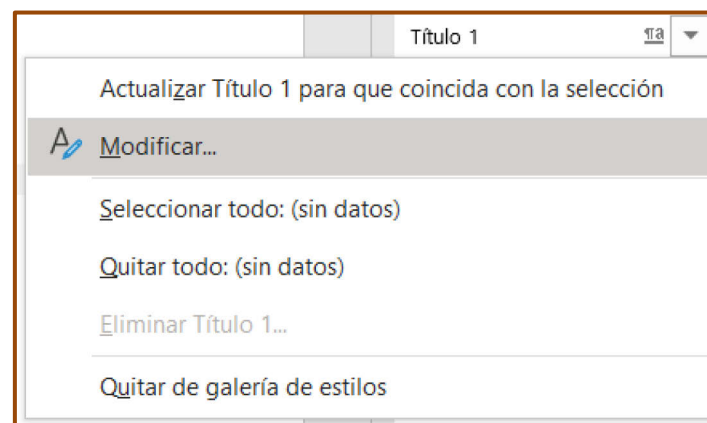 Título 1 ¶a
Actualizar Título 1 para que coincida con la selección
Modificar...
Seleccionar todo: (sin datos)
Quitar todo: (sin datos)
Eliminar Título 1...
Quitar de galería de estilos